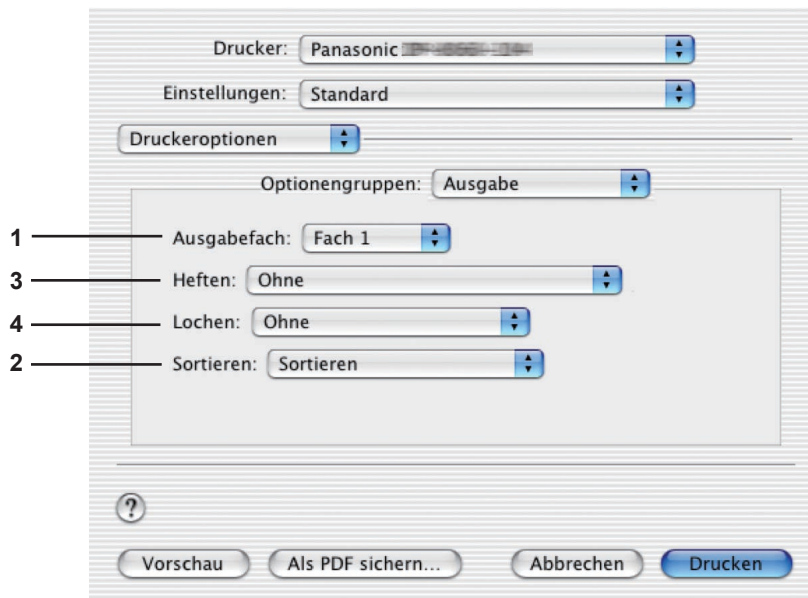 Drucker: Panasonic
Einstellungen: Standard
Druckeroptionen
Optionengruppen: Ausgabe
1 Ausgabefach: Fach 1
3 Heften: Ohne
4 Lochen: Ohne
2 Sortieren: Sortieren
?
Vorschau Als PDF sichern... Abbrechen Drucken